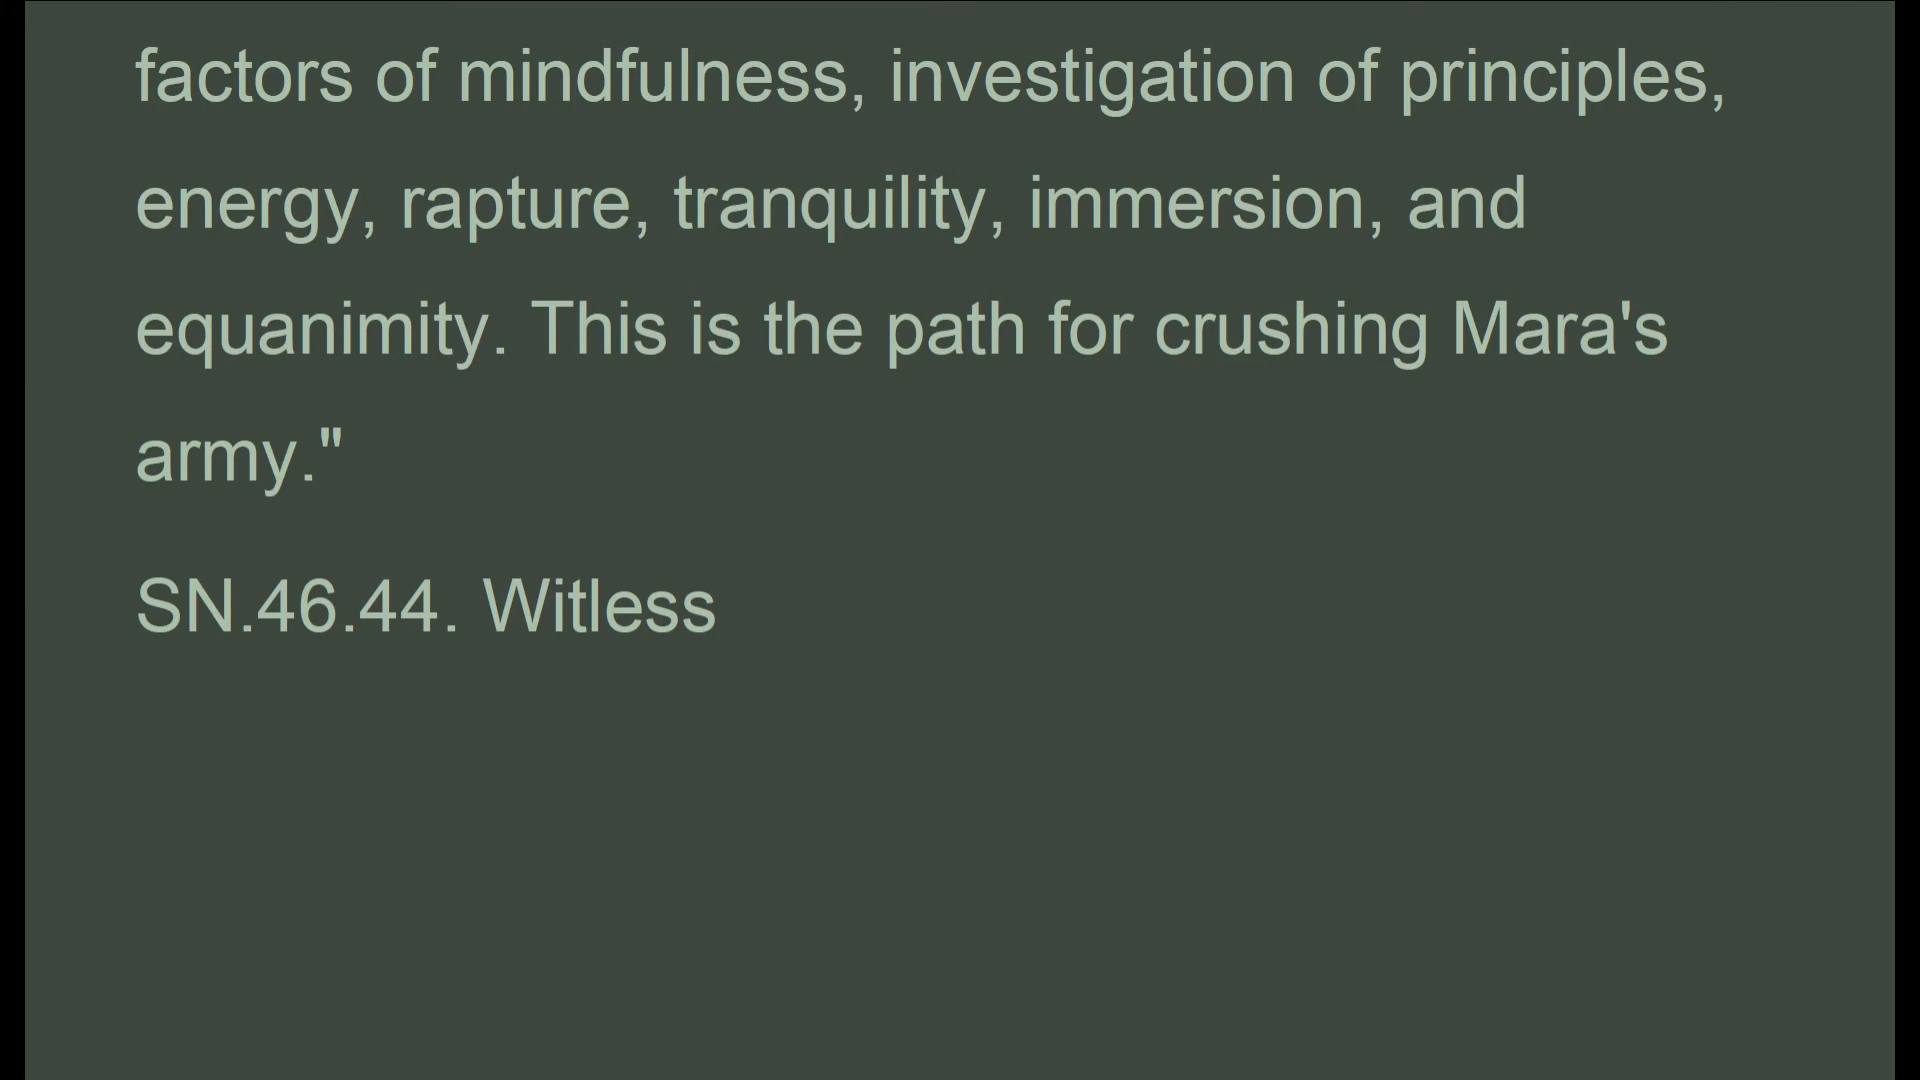 factors of mindfulness, investigation of principles,
energy, rapture, tranquility, immersion, and
equanimity. This is the path for crushing Mara's
army."
SN.46.44. Witless